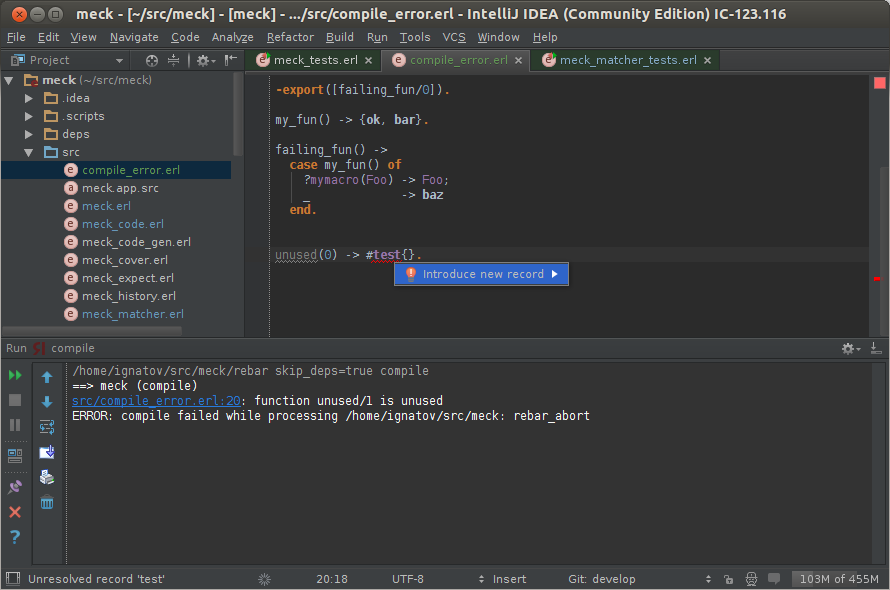 meck - [~/src/meck] - [meck] - .../src/compile_error.erl - IntelliJ IDEA (Community Edition) IC-123.116
File Edit View Navigate Code Analyze Refactor Build Run Tools VCS Window Help
Project
meck_tests.erl
compile_error.erl
meck_matcher_tests.erl
meck (~/src/meck)
.idea
.scripts
deps
src
compile_error.erl
meck.app.src
meck.erl
meck_code.erl
meck_code_gen.erl
meck_cover.erl
meck_expect.erl
meck_history.erl
meck_matcher.erl
-export([failing_fun/0]).
my_fun() -> {ok, bar}.
failing_fun() ->
case my_fun() of
?mymacro(Foo) -> Foo;
_ -> baz
end.
unused(0) -> #test{}.
Introduce new record
Run compile
/home/ignatov/src/meck/rebar skip_deps=true compile
==> meck (compile)
src/compile_error.erl:20: function unused/1 is unused
ERROR: compile failed while processing /home/ignatov/src/meck: rebar_abort
Unresolved record 'test' 20:18 UTF-8 Insert Git: develop 103M of 455M